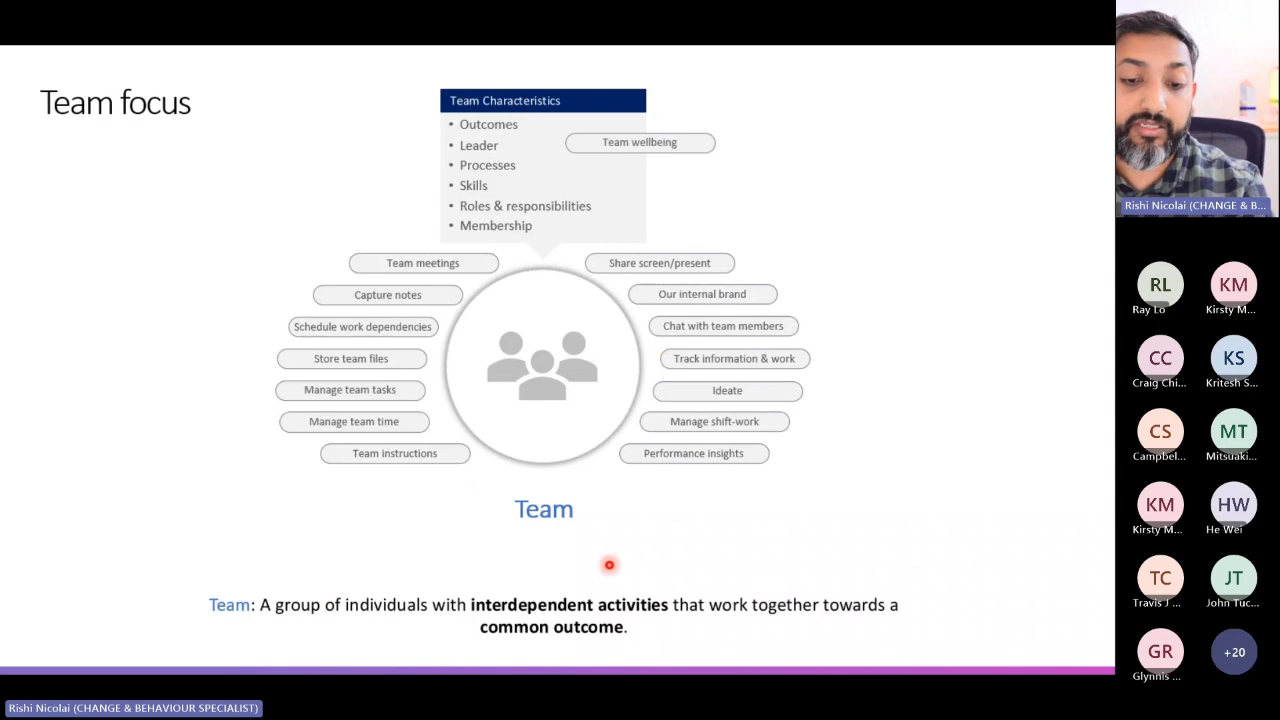 Team focus
Team Characteristics
• Outcomes
• Leader
• Processes
• Skills
• Roles & responsibilities
• Membership
Team wellbeing
Team meetings
Capture notes
Schedule work dependencies
Store team files
Manage team tasks
Manage team time
Team instructions
Share screen/present
Our internal brand
Chat with team members
Track information & work
Ideate
Manage shift-work
Performance insights
Team
Team: A group of individuals with interdependent activities that work together towards a
common outcome.
Rishi Nicolai (CHANGE & BEHAVIOUR SPECIALIST)
Rishi Nicolai (CHANGE & B...
RL
Ray Lo
KM
Kirsty M...
CC
Craig Chi...
KS
Kritesh S...
CS
Campbel...
MT
Mitsuaki...
KM
Kirsty M...
HW
He Wei
TC
Travis J ...
JT
John Tuc...
GR
Glynnis ...
+20